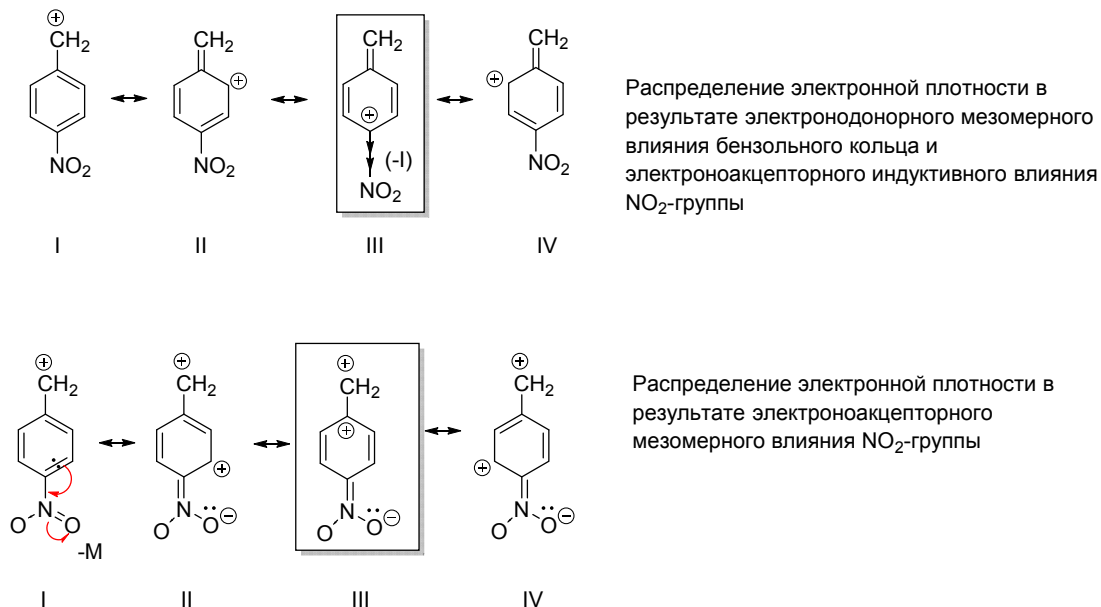 ⊕
CH₂
CH₂
CH₂
CH₂
⊕
⊕
⊕
(-I)
NO₂
NO₂
NO₂
NO₂
I
II
III
IV
Распределение электронной плотности в
результате электронодонорного мезомерного
влияния бензольного кольца и
электроноакцепторного индуктивного влияния
NO₂-группы
⊕
⊕
⊕
⊕
CH₂
CH₂
CH₂
CH₂
⊕
⊕
⊕
N
N
N
N
O
O
O
O⊖
O
O⊖
O
O⊖
-M
I
II
III
IV
Распределение электронной плотности в
результате электроноакцепторного
мезомерного влияния NO₂-группы